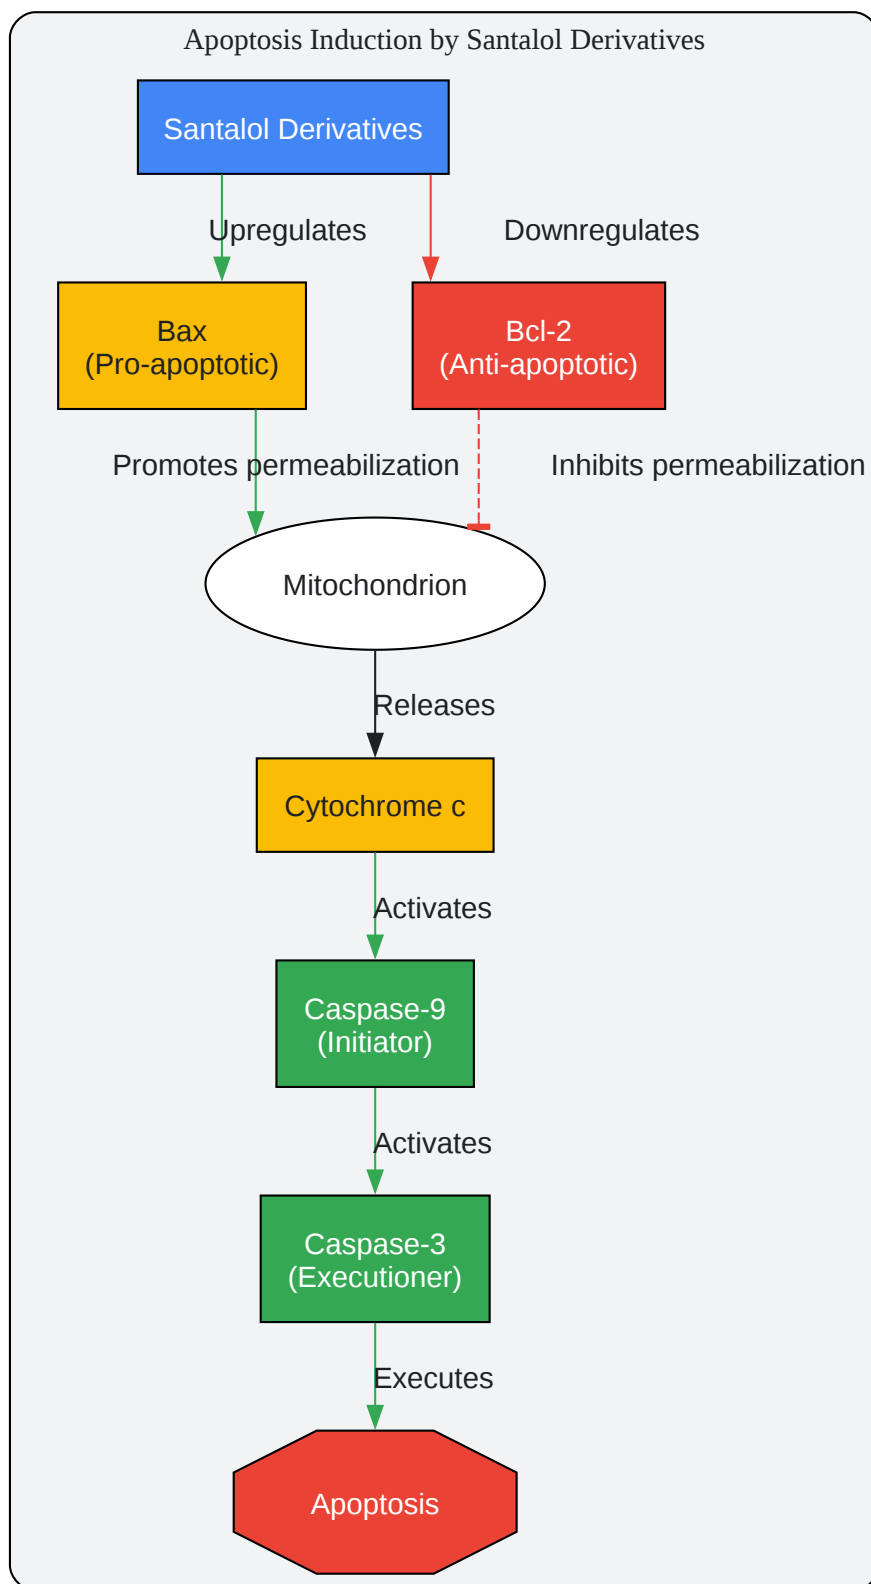 Apoptosis Induction by Santalol Derivatives
Santalol Derivatives
Upregulates
Downregulates
Bax
(Pro-apoptotic)
Bcl-2
(Anti-apoptotic)
Promotes permeabilization
Inhibits permeabilization
Mitochondrion
Releases
Cytochrome c
Activates
Caspase-9
(Initiator)
Activates
Caspase-3
(Executioner)
Executes
Apoptosis